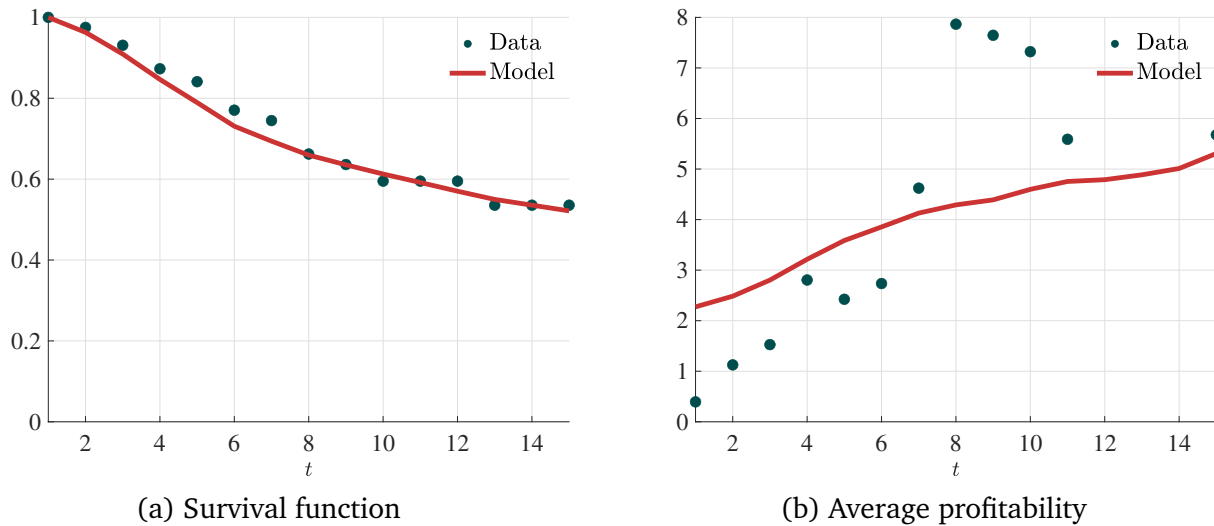 1
0.8
0.6
0.4
0.2
0
2 4 6 8 10 12 14
t
Data
Model
(a) Survival function
8
7
6
5
4
3
2
1
0
2 4 6 8 10 12 14
t
Data
Model
(b) Average profitability